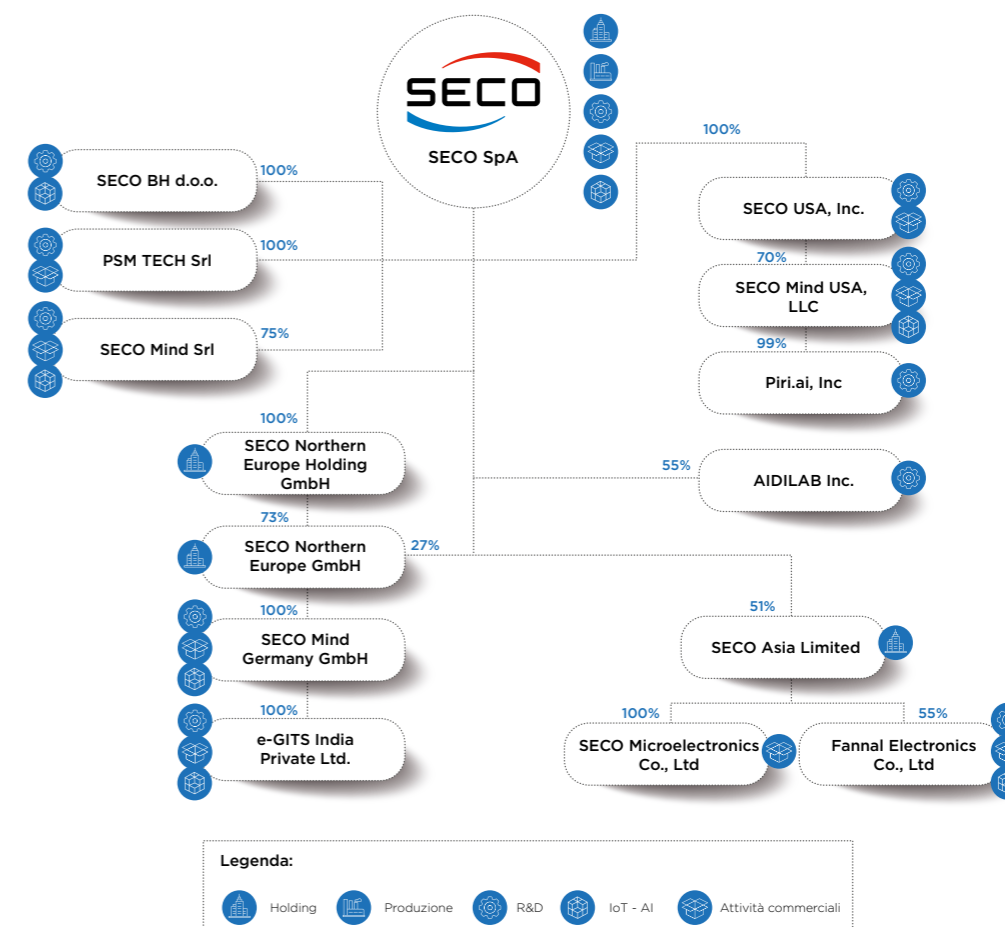 SECO
SECO SpA
100%
SECO BH d.o.o.
100%
PSM TECH Srl
100%
SECO Mind Srl
75%
SECO USA, Inc.
70%
SECO Mind USA,
LLC
99%
Piri.ai, Inc
55%
AIDILAB Inc.
100%
SECO Northern
Europe Holding
GmbH
73%
SECO Northern
Europe GmbH
27%
100%
SECO Mind
Germany GmbH
100%
e-GITS India
Private Ltd.
51%
SECO Asia Limited
100%
SECO Microelectronics
Co., Ltd
55%
Fannal Electronics
Co., Ltd
Legenda:
Holding
Produzione
R&D
IoT - AI
Attività commerciali